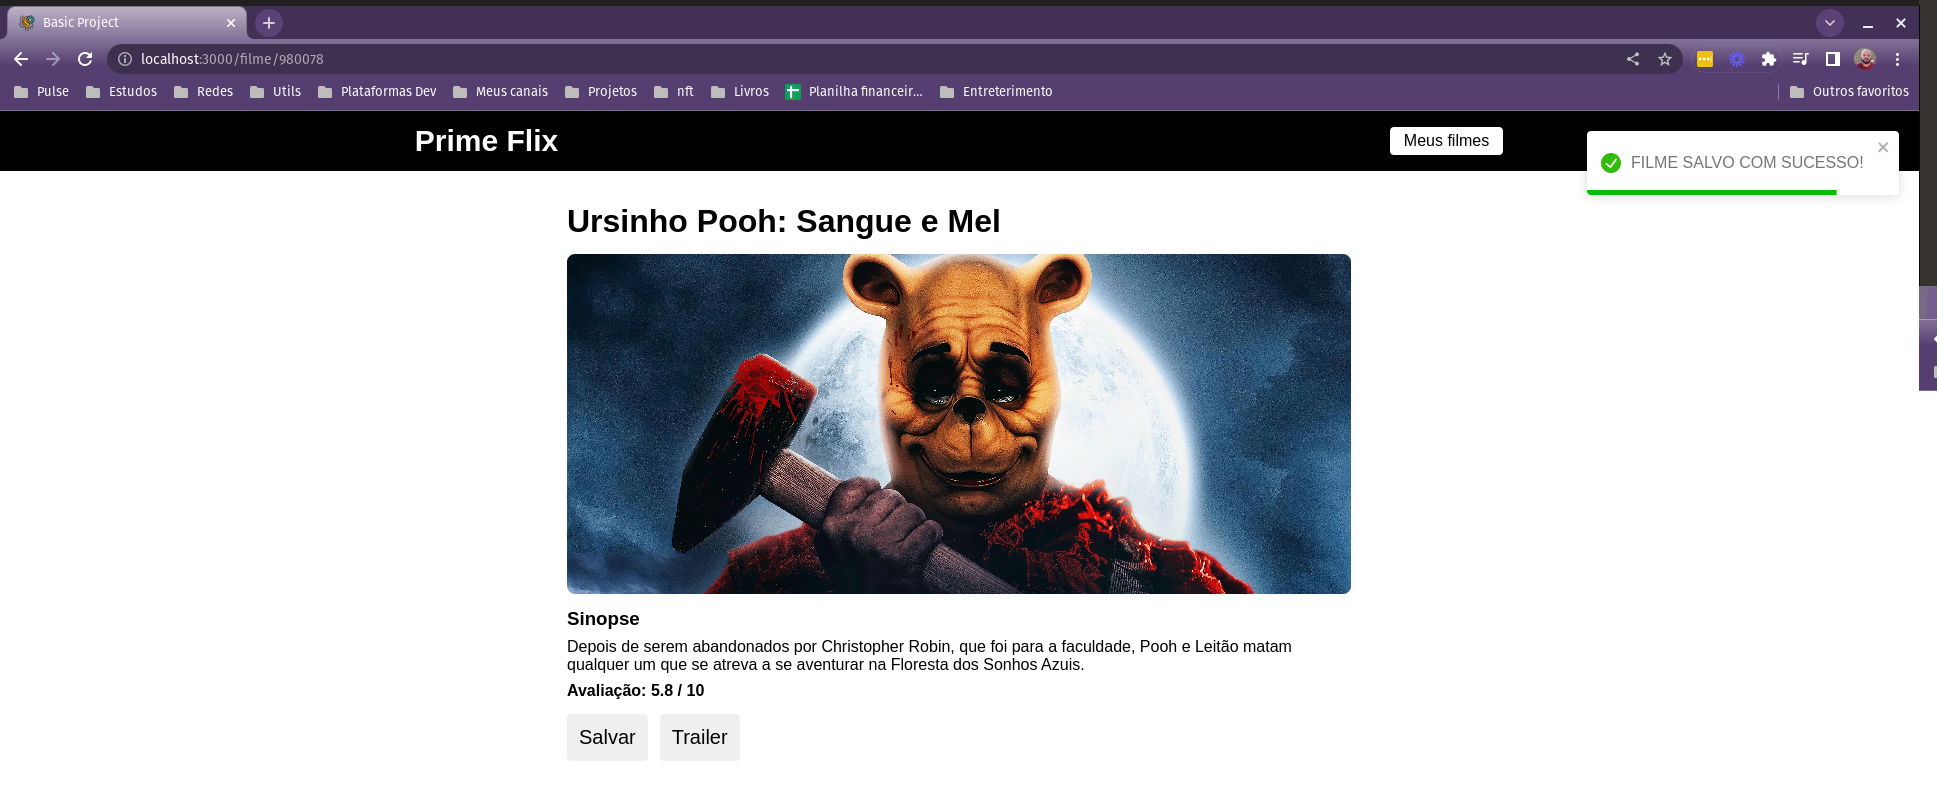 Basic Project
localhost:3000/filme/980078
Pulse Estudos Redes Utils Plataformas Dev Meus canais Projetos nft Livros Planilha financeir... Entreterimento Outros favoritos
Prime Flix Meus filmes
FILME SALVO COM SUCESSO!
Ursinho Pooh: Sangue e Mel
Sinopse
Depois de serem abandonados por Christopher Robin, que foi para a faculdade, Pooh e Leitão matam
qualquer um que se atreva a se aventurar na Floresta dos Sonhos Azuis.
Avaliação: 5.8 / 10
Salvar Trailer